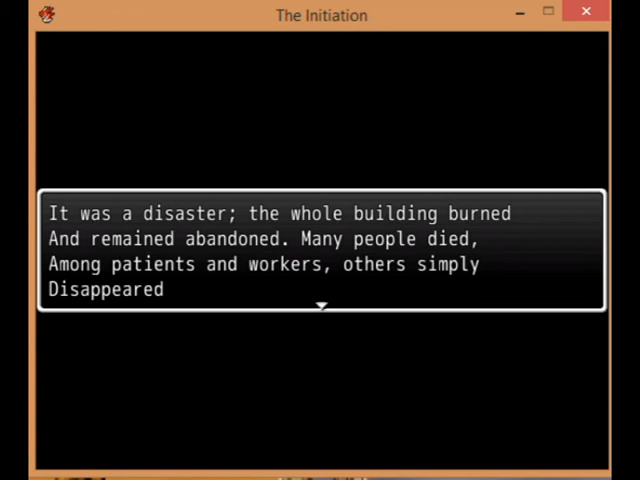 The Initiation
It was a disaster; the whole building burned
And remained abandoned. Many people died,
Among patients and workers, others simply
Disappeared